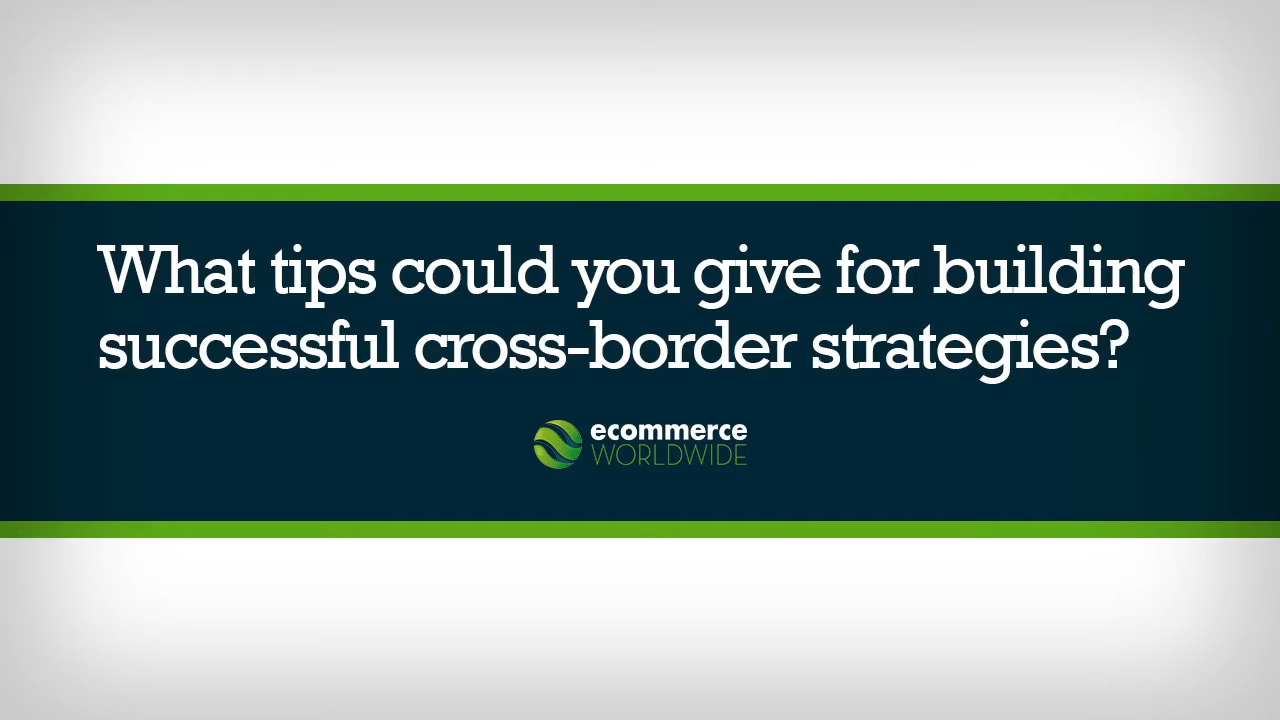 What tips could you give for building
successful cross-border strategies?
ecommerce
WORLDWIDE